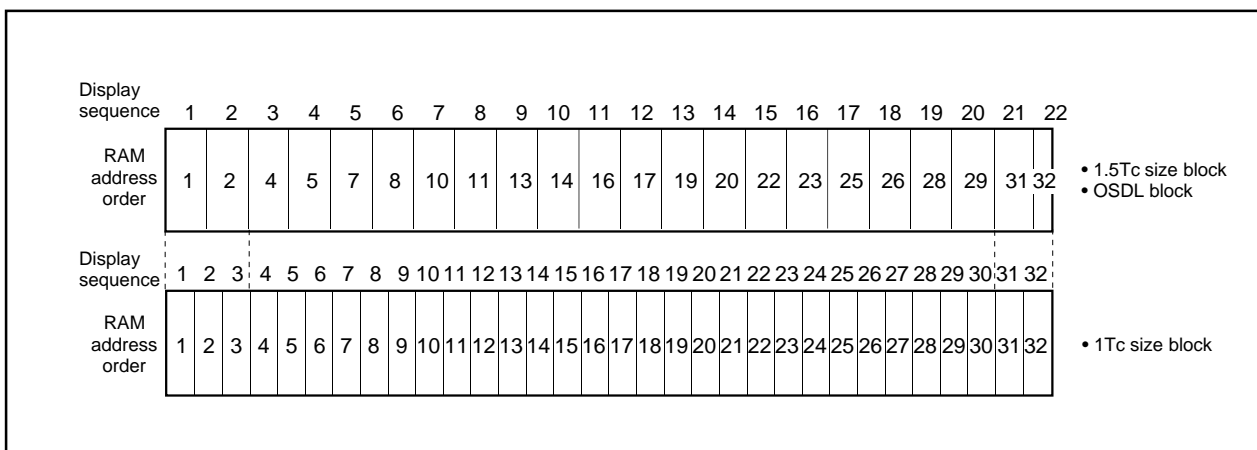 Display
sequence 1 2 3 4 5 6 7 8 9 10 11 12 13 14 15 16 17 18 19 20 21 22
RAM
address
order
1 2 4 5 7 8 10 11 13 14 16 17 19 20 22 23 25 26 28 29 31 32
• 1.5Tc size block
• OSDL block
Display
sequence 1 2 3 4 5 6 7 8 9 10 11 12 13 14 15 16 17 18 19 20 21 22 23 24 25 26 27 28 29 30 31 32
RAM
address
order
1 2 3 4 5 6 7 8 9 10 11 12 13 14 15 16 17 18 19 20 21 22 23 24 25 26 27 28 29 30 31 32
• 1Tc size block